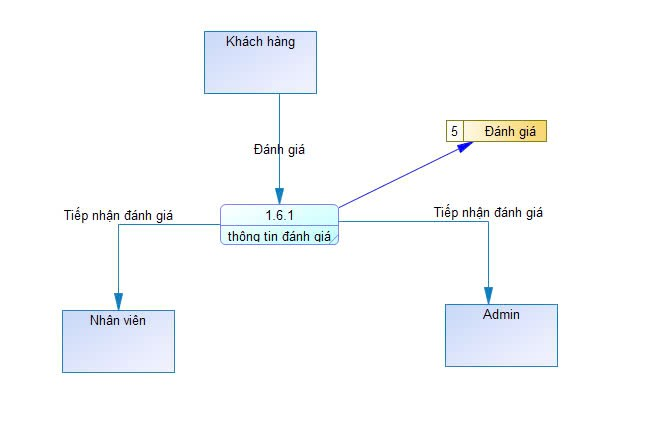 Khách hàng
5 Đánh giá
Đánh giá
Tiếp nhận đánh giá
1.6.1
Tiếp nhận đánh giá
thông tin đánh giá
Nhân viên
Admin